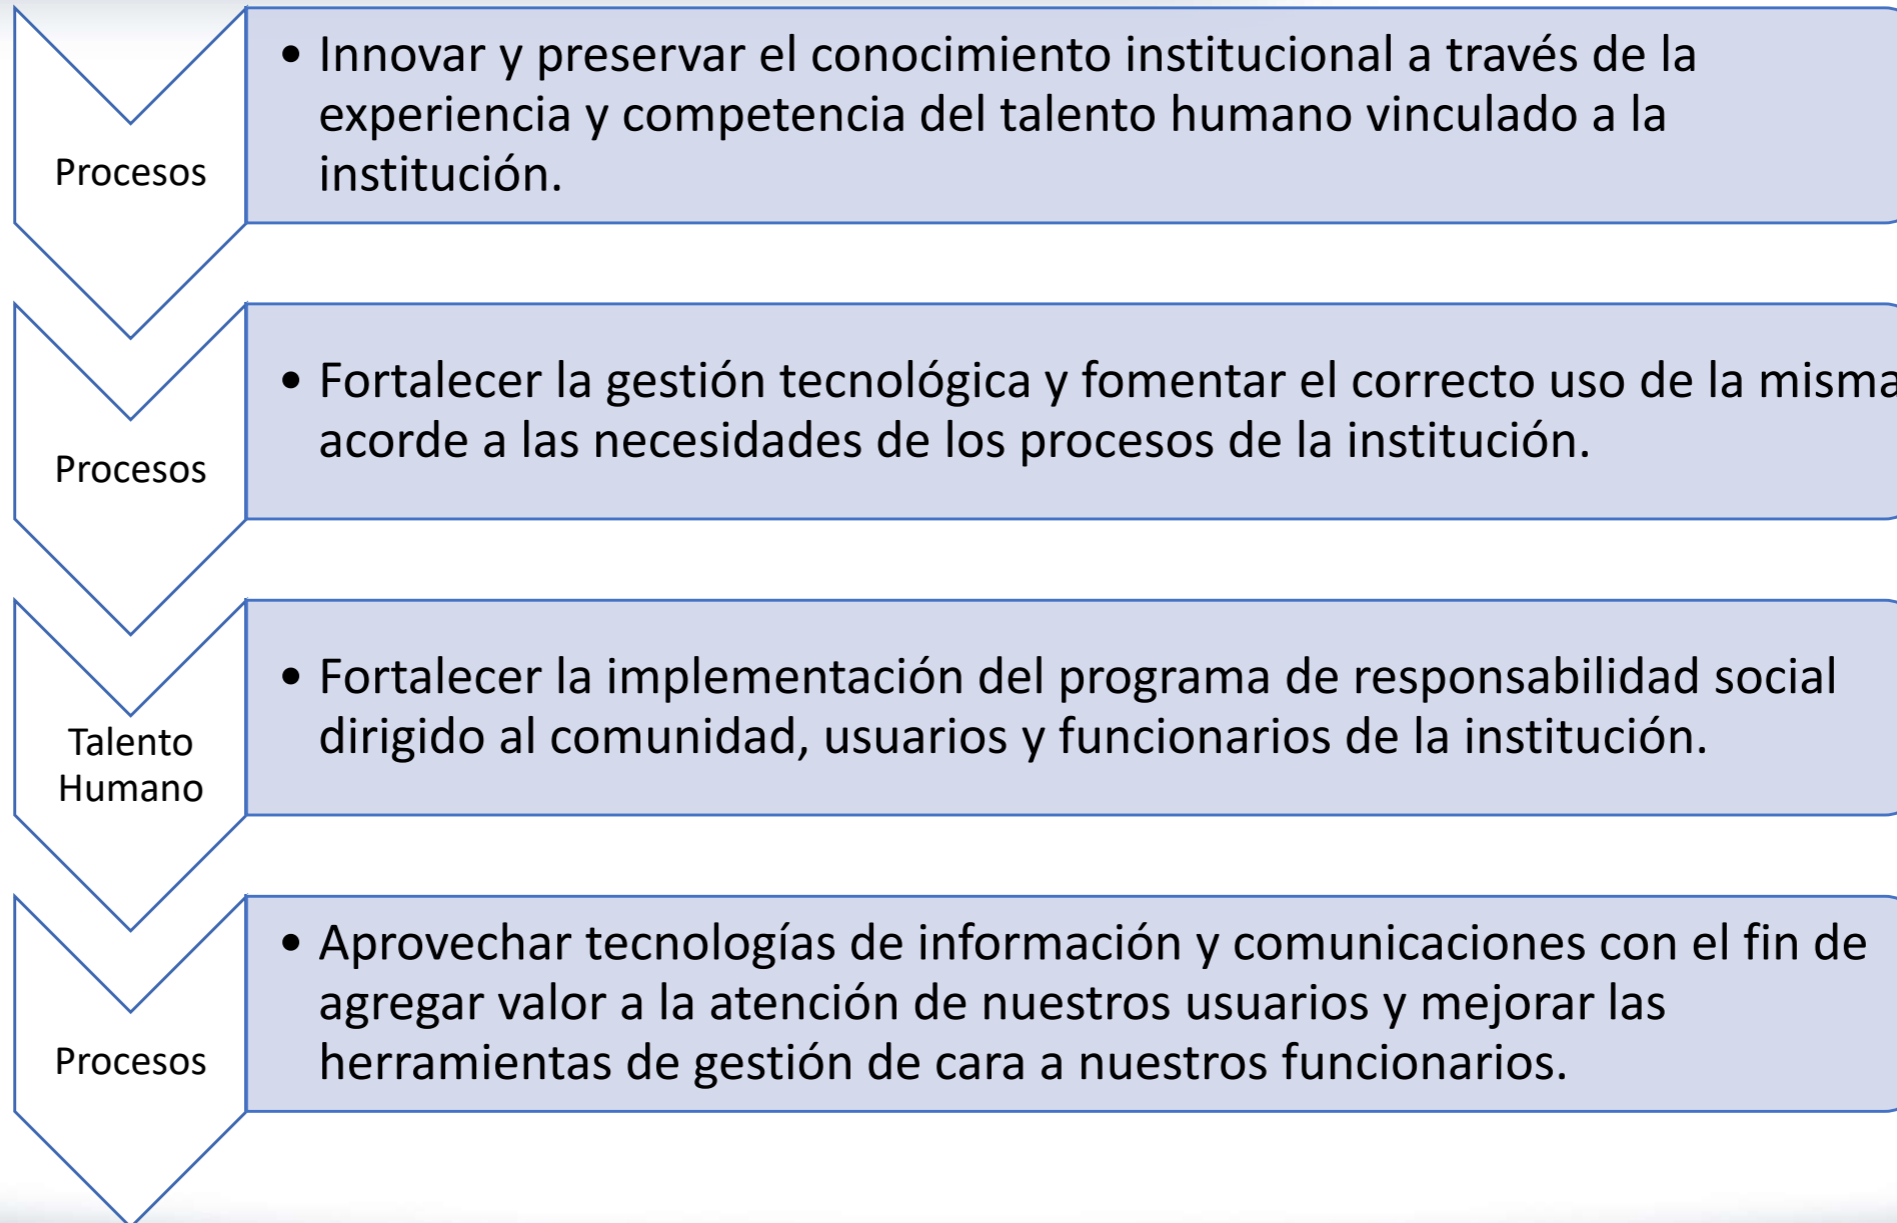 • Innovar y preservar el conocimiento institucional a través de la
experiencia y competencia del talento humano vinculado a la
institución.
Procesos
• Fortalecer la gestión tecnológica y fomentar el correcto uso de la misma
acorde a las necesidades de los procesos de la institución.
Procesos
• Fortalecer la implementación del programa de responsabilidad social
dirigido al comunidad, usuarios y funcionarios de la institución.
Talento
Humano
• Aprovechar tecnologías de información y comunicaciones con el fin de
agregar valor a la atención de nuestros usuarios y mejorar las
herramientas de gestión de cara a nuestros funcionarios.
Procesos